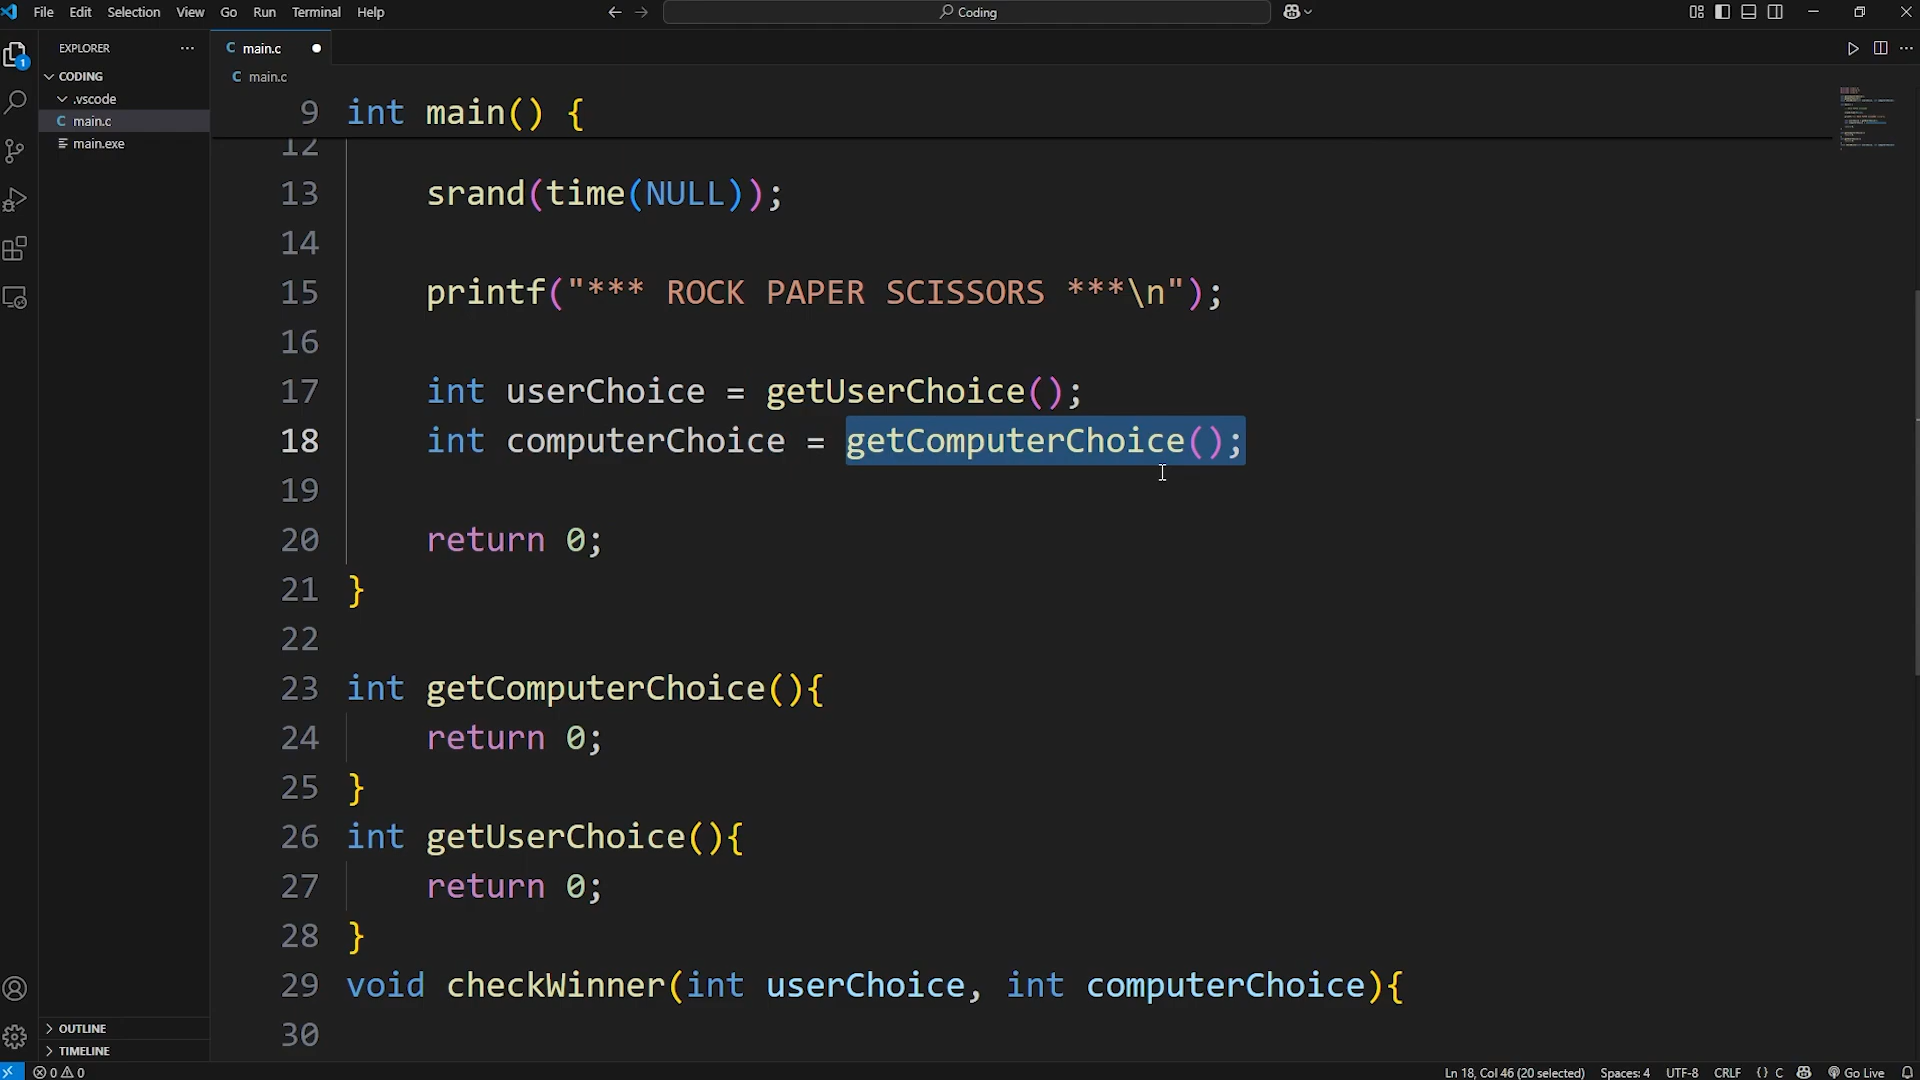 File Edit Selection View Go Run Terminal Help
Coding
EXPLORER
main.c
CODING
main.c
.vscode
main.c
main.exe
1
9 int main() {
12
13 srand(time(NULL));
14
15 printf("*** ROCK PAPER SCISSORS ***\n");
16
17 int userChoice = getUserChoice();
18 int computerChoice = getComputerChoice();
19
20 return 0;
21 }
22
23 int getComputerChoice(){
24 return 0;
25 }
26 int getUserChoice(){
27 return 0;
28 }
29 void checkWinner(int userChoice, int computerChoice){
30
OUTLINE
TIMELINE
0 0 Ln 18, Col 46 (20 selected) Spaces: 4 UTF-8 CRLF {} C Go Live